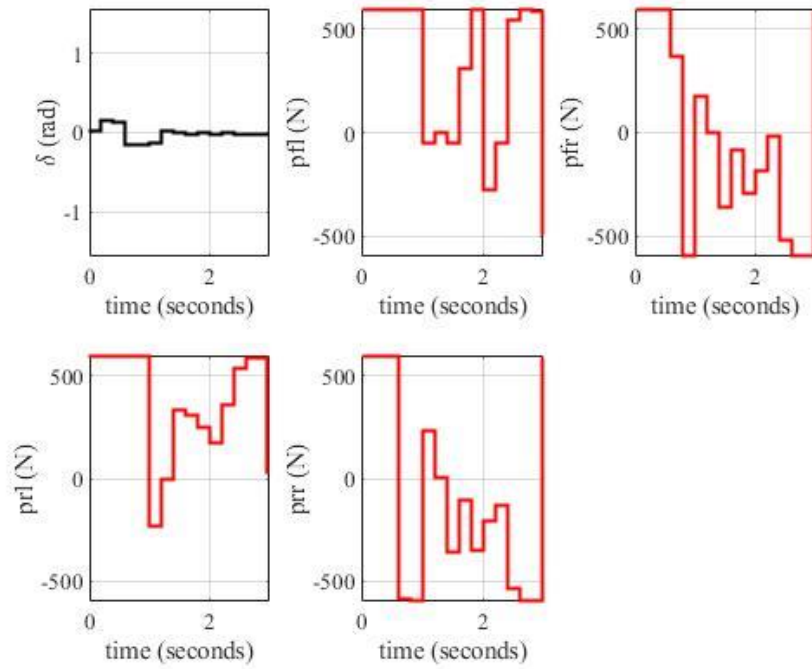 1
0
-1
δ (rad)
0
2
time (seconds)
500
0
-500
pfl (N)
0
2
time (seconds)
500
0
-500
pfr (N)
0
2
time (seconds)
500
0
-500
prl (N)
0
2
time (seconds)
500
0
-500
prr (N)
0
2
time (seconds)